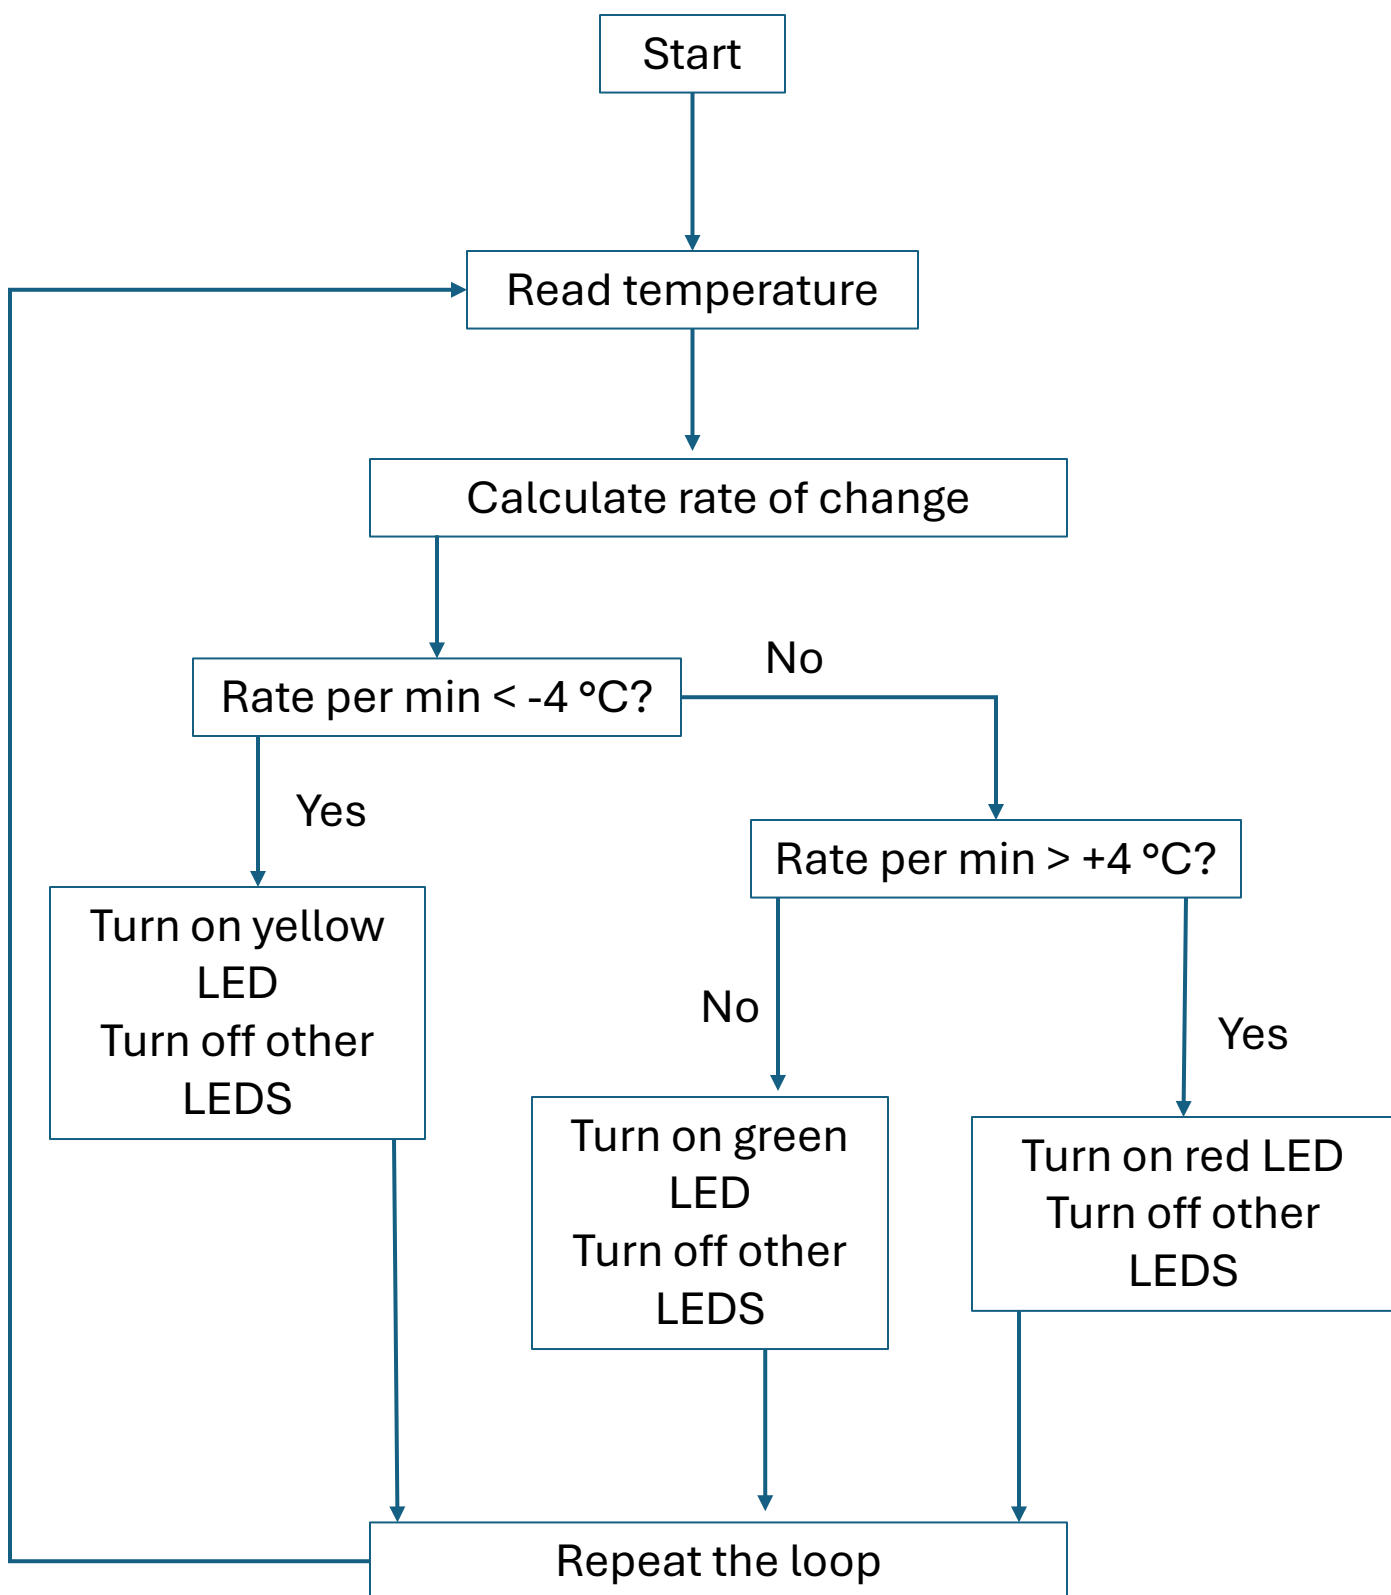 Start
Read temperature
Calculate rate of change
Rate per min < -4 °C?
No
Yes
Rate per min > +4 °C?
Turn on yellow
LED
Turn off other
LEDS
No
Yes
Turn on green
LED
Turn off other
LEDS
Turn on red LED
Turn off other
LEDS
Repeat the loop